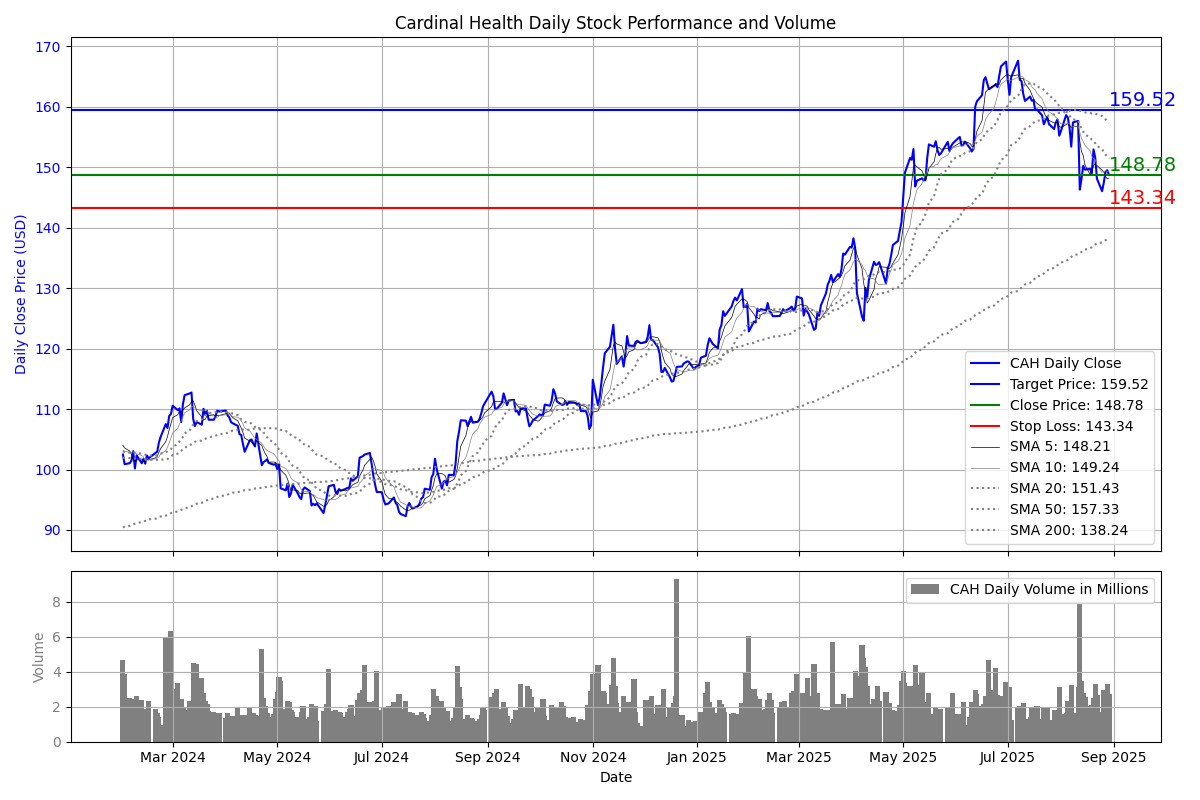 Cardinal Health Daily Stock Performance and Volume
170
160
150
140
130
120
110
100
90
Daily Close Price (USD)
159.52
148.78
143.34
CAH Daily Close
Target Price: 159.52
Close Price: 148.78
Stop Loss: 143.34
SMA 5: 148.21
SMA 10: 149.24
SMA 20: 151.43
SMA 50: 157.33
SMA 200: 138.24
CAH Daily Volume in Millions
8
6
4
2
0
Volume
Mar 2024
May 2024
Jul 2024
Sep 2024
Nov 2024
Jan 2025
Mar 2025
May 2025
Jul 2025
Sep 2025
Date